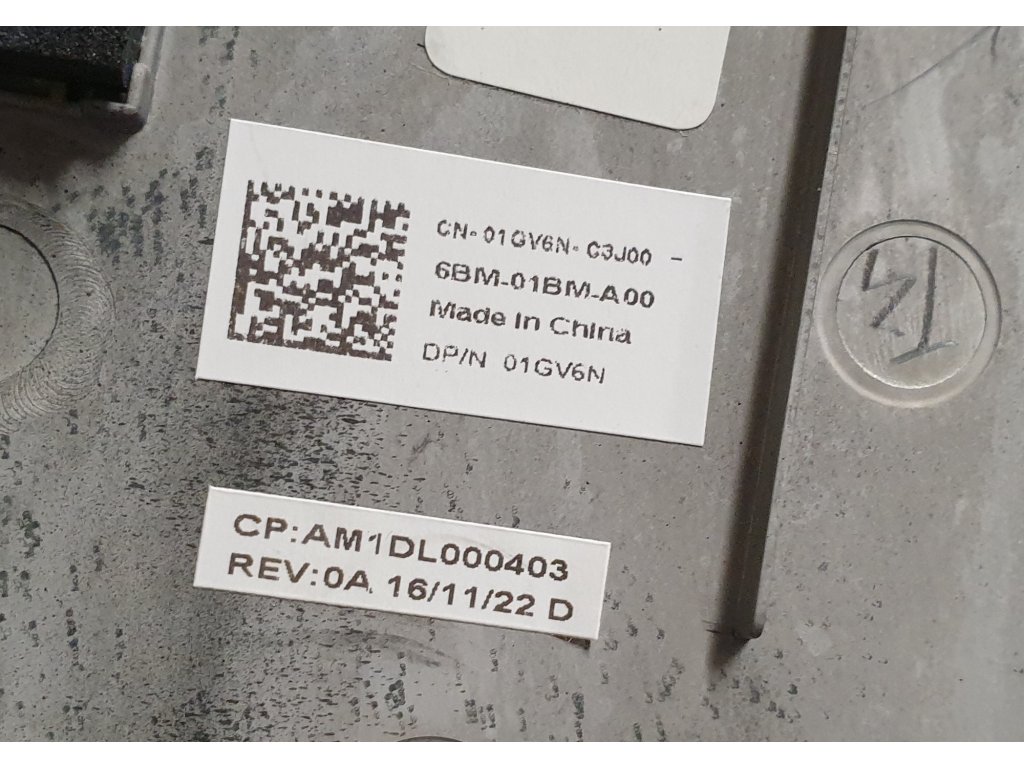 CN-01GV6N-C3J00 -
6BM-01BM-A00
Made In China
DP/N 01GV6N
CP:AM1DL000403
REV:0A 16/11/22 D